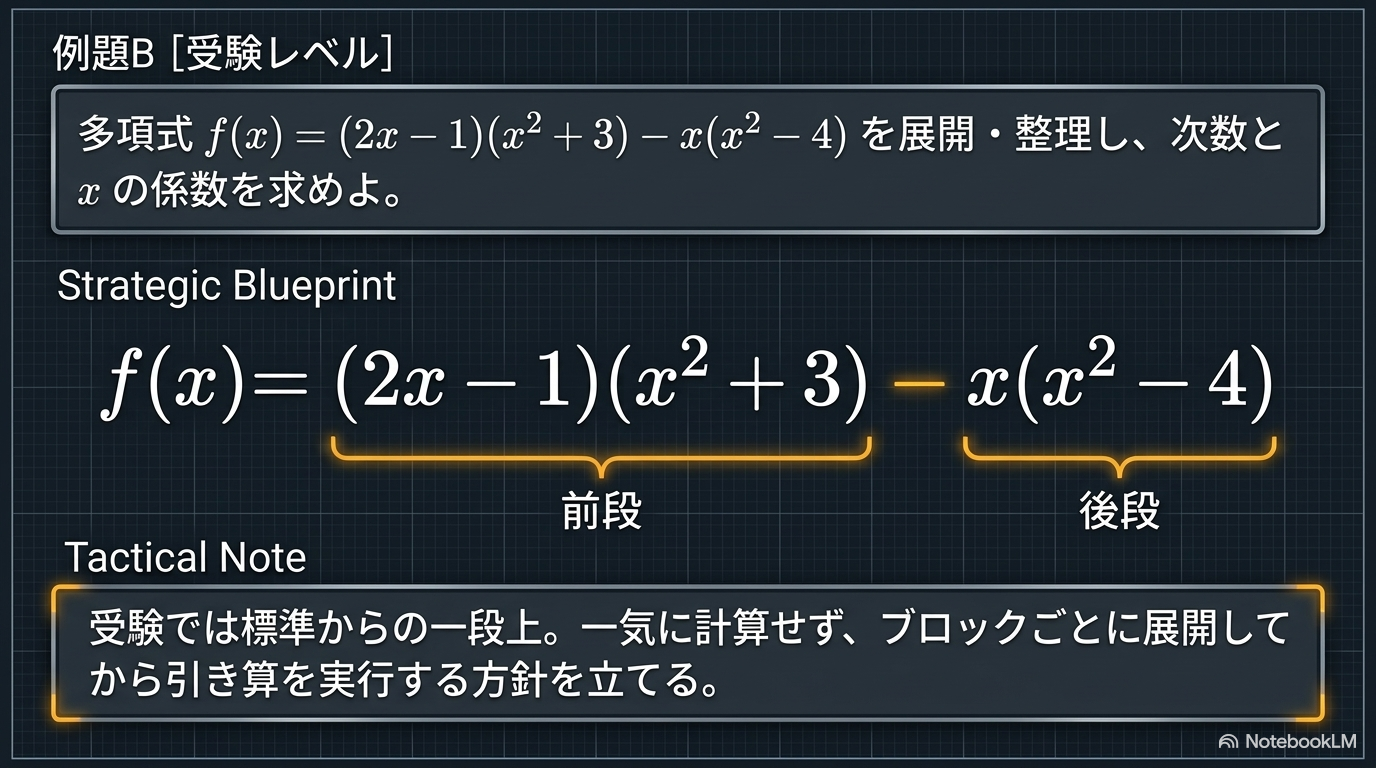 例題B [受験レベル]
多項式 f(x) = (2x − 1)(x² + 3) − x(x² − 4) を展開・整理し、次数と
x の係数を求めよ。
Strategic Blueprint
f(x)= (2x − 1)(x² + 3) − x(x² − 4)
前段 後段
Tactical Note
受験では標準からの一段上。一気に計算せず、ブロックごとに展開して
から引き算を実行する方針を立てる。
NotebookLM